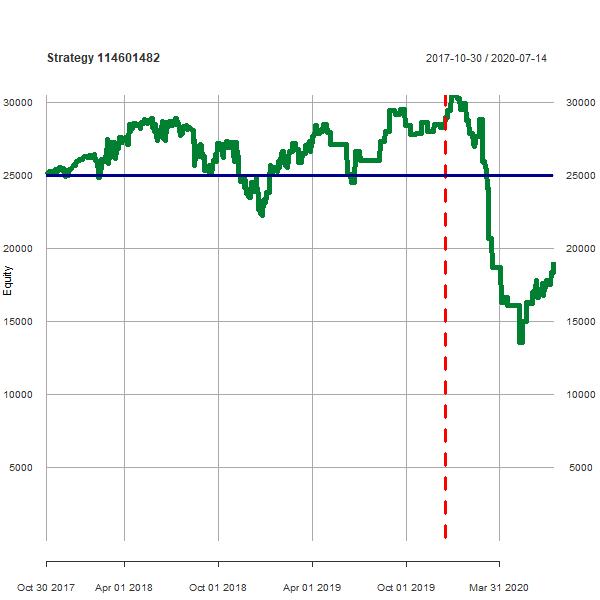 Strategy 114601482
2017-10-30 / 2020-07-14
30000
30000
25000
25000
20000
20000
Equity
15000
15000
10000
10000
5000
5000
Oct 30 2017
Apr 01 2018
Oct 01 2018
Apr 01 2019
Oct 01 2019
Mar 31 2020